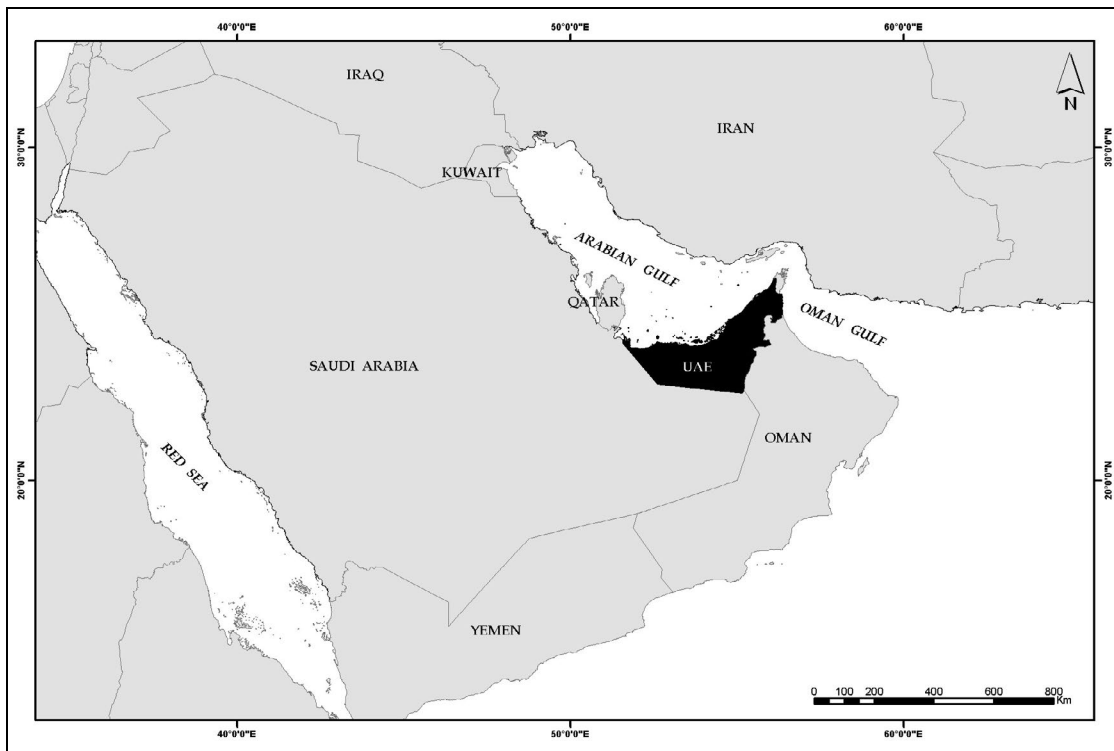 40°0'0"E 50°0'0"E 60°0'0"E
IRAQ
IRAN
N
30°0'0"N 30°0'0"N
KUWAIT
ARABIAN GULF
QATAR
OMAN GULF
SAUDI ARABIA
UAE
OMAN
RED SEA
20°0'0"N 20°0'0"N
YEMEN
0 100 200 400 600 800
Km
40°0'0"E 50°0'0"E 60°0'0"E